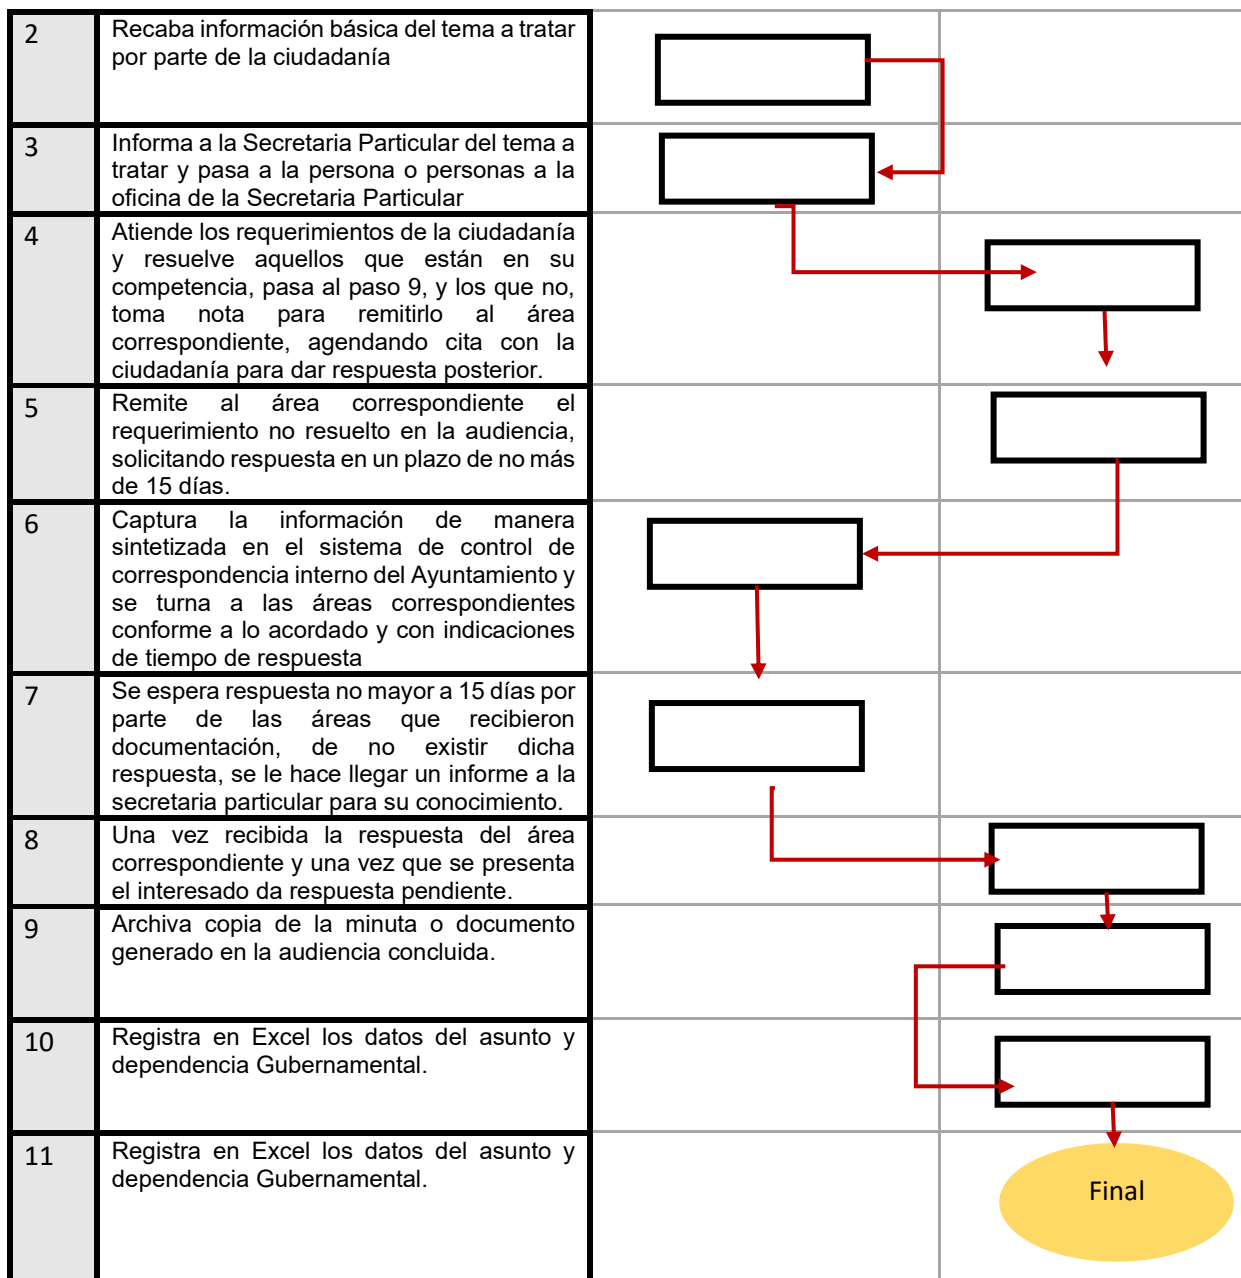 2
Recaba información básica del tema a tratar
por parte de la ciudadanía
3
Informa a la Secretaria Particular del tema a
tratar y pasa a la persona o personas a la
oficina de la Secretaria Particular
4
Atiende los requerimientos de la ciudadanía
y resuelve aquellos que están en su
competencia, pasa al paso 9, y los que no,
toma nota para remitirlo al área
correspondiente, agendando cita con la
ciudadanía para dar respuesta posterior.
5
Remite al área correspondiente el
requerimiento no resuelto en la audiencia,
solicitando respuesta en un plazo de no más
de 15 días.
6
Captura la información de manera
sintetizada en el sistema de control de
correspondencia interno del Ayuntamiento y
se turna a las áreas correspondientes
conforme a lo acordado y con indicaciones
de tiempo de respuesta
7
Se espera respuesta no mayor a 15 días por
parte de las áreas que recibieron
documentación, de no existir dicha
respuesta, se le hace llegar un informe a la
secretaria particular para su conocimiento.
8
Una vez recibida la respuesta del área
correspondiente y una vez que se presenta
el interesado da respuesta pendiente.
9
Archiva copia de la minuta o documento
generado en la audiencia concluida.
10
Registra en Excel los datos del asunto y
dependencia Gubernamental.
11
Registra en Excel los datos del asunto y
dependencia Gubernamental.
Final